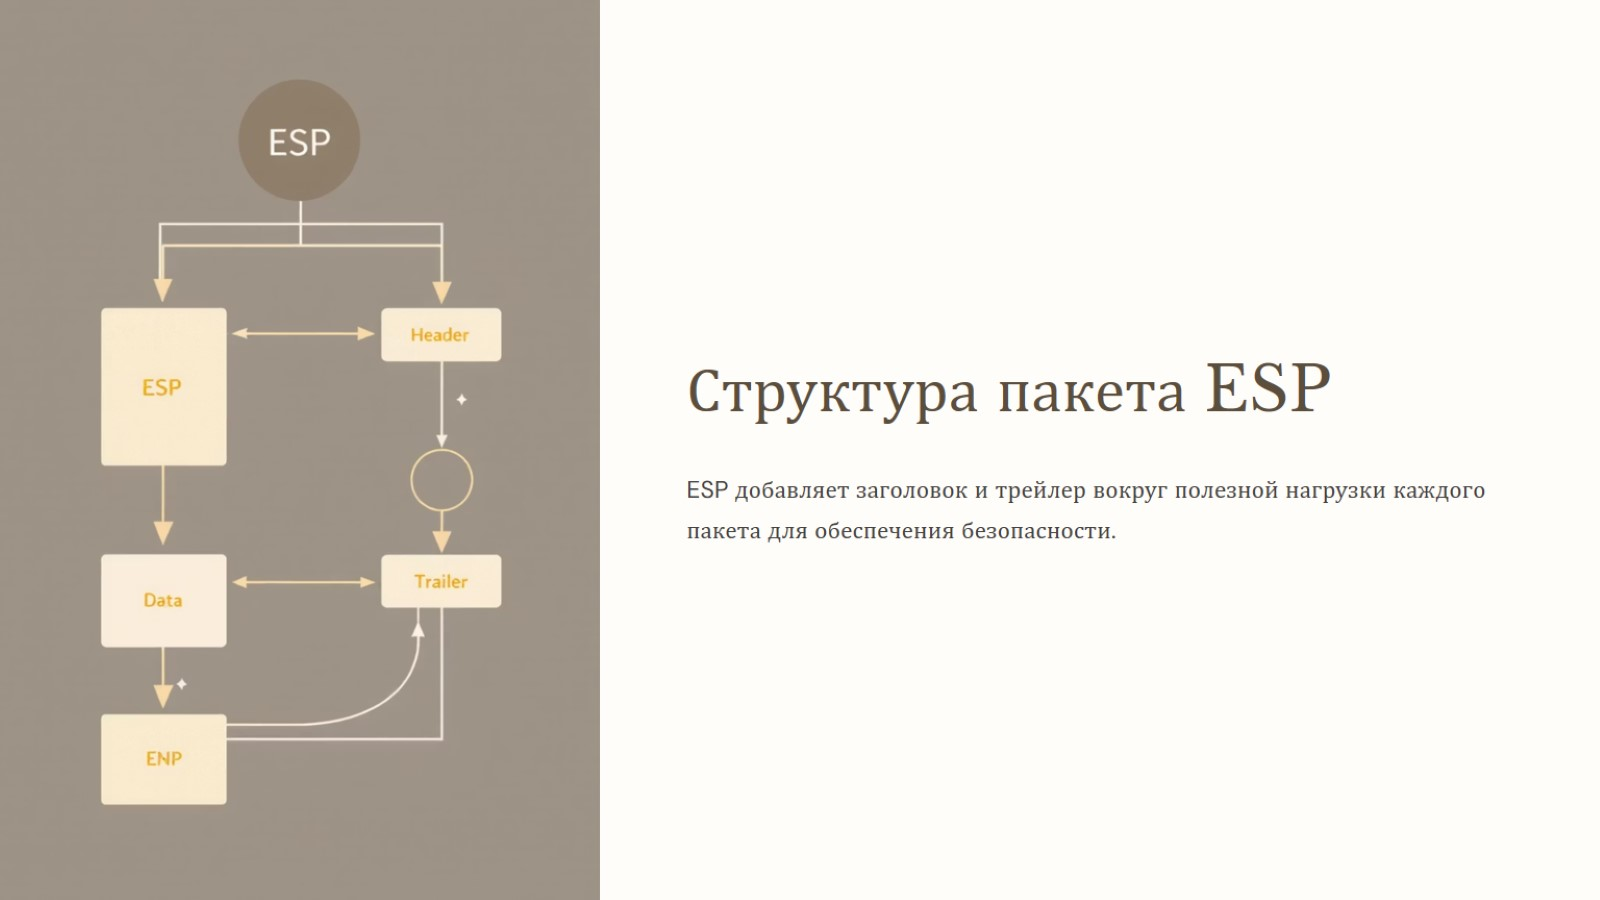 ESP
ESP
Header
Data
Trailer
ENP
Структура пакета ESP
ESP добавляет заголовок и трейлер вокруг полезной нагрузки каждого
пакета для обеспечения безопасности.